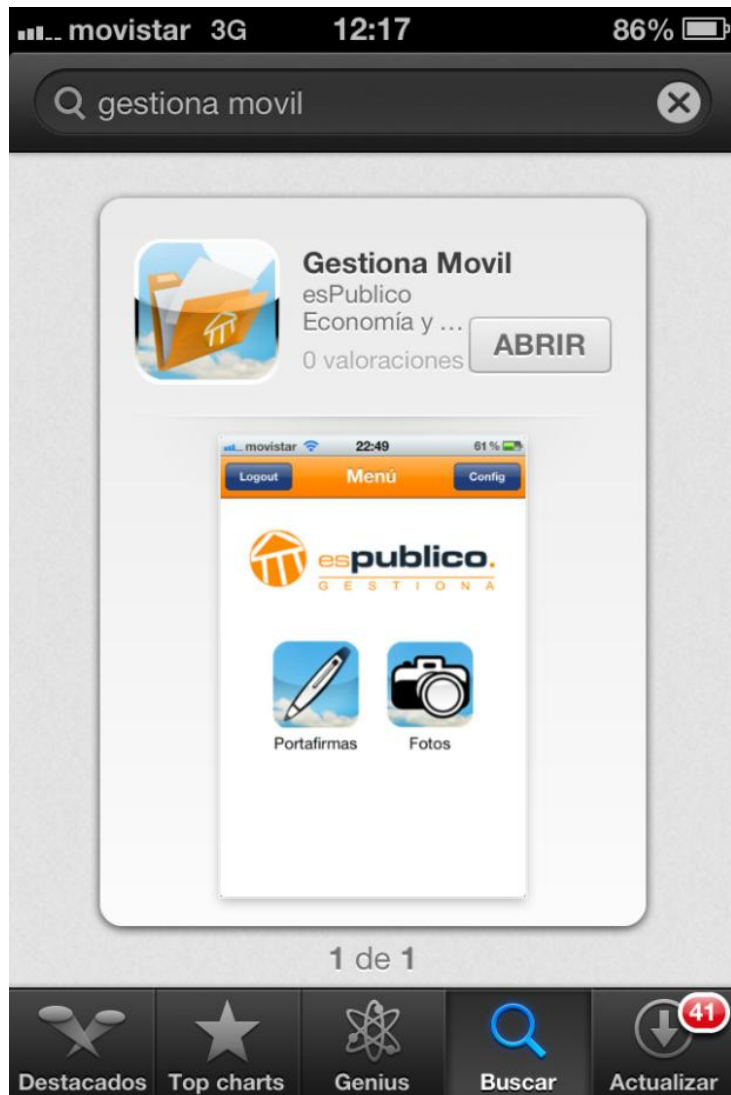 movistar 3G 12:17 86%
gestiona movil
Gestiona Movil
esPublico
Economía y ...
0 valoraciones
ABRIR
movistar 22:49 61 %
Logout Menú Config
espublico.
GESTIONA
Portafirmas Fotos
1 de 1
41
Destacados Top charts Genius Buscar Actualizar